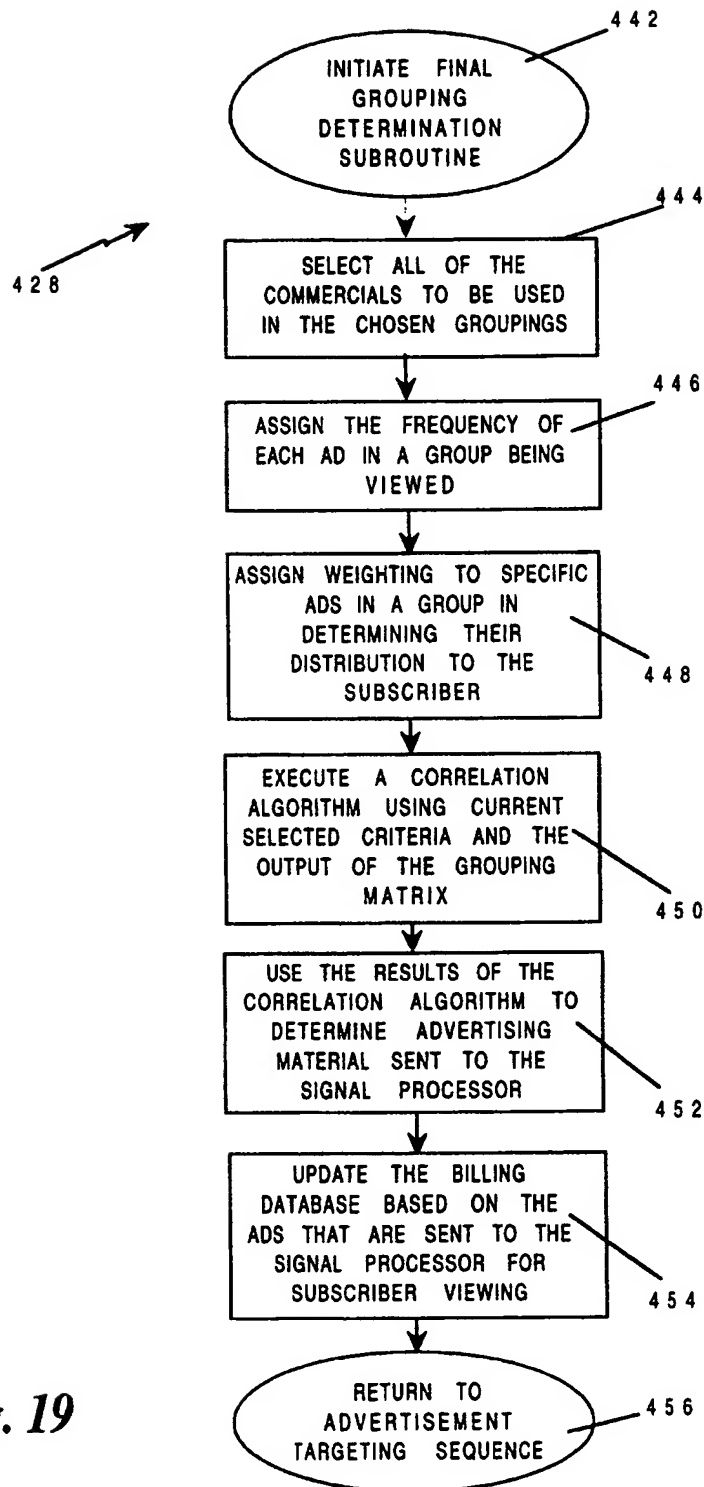 442
INITIATE FINAL
GROUPING
DETERMINATION
SUBROUTINE
444
428
SELECT ALL OF THE
COMMERCIALS TO BE USED
IN THE CHOSEN GROUPINGS
446
ASSIGN THE FREQUENCY OF
EACH AD IN A GROUP BEING
VIEWED
ASSIGN WEIGHTING TO SPECIFIC
ADS IN A GROUP IN
DETERMINING THEIR
DISTRIBUTION TO THE
SUBSCRIBER
448
EXECUTE A CORRELATION
ALGORITHM USING CURRENT
SELECTED CRITERIA AND THE
OUTPUT OF THE GROUPING
MATRIX
450
USE THE RESULTS OF THE
CORRELATION ALGORITHM TO
DETERMINE ADVERTISING
MATERIAL SENT TO THE
SIGNAL PROCESSOR
452
UPDATE THE BILLING
DATABASE BASED ON THE
ADS THAT ARE SENT TO THE
SIGNAL PROCESSOR FOR
SUBSCRIBER VIEWING
454
RETURN TO
ADVERTISEMENT
TARGETING SEQUENCE
456
. 19